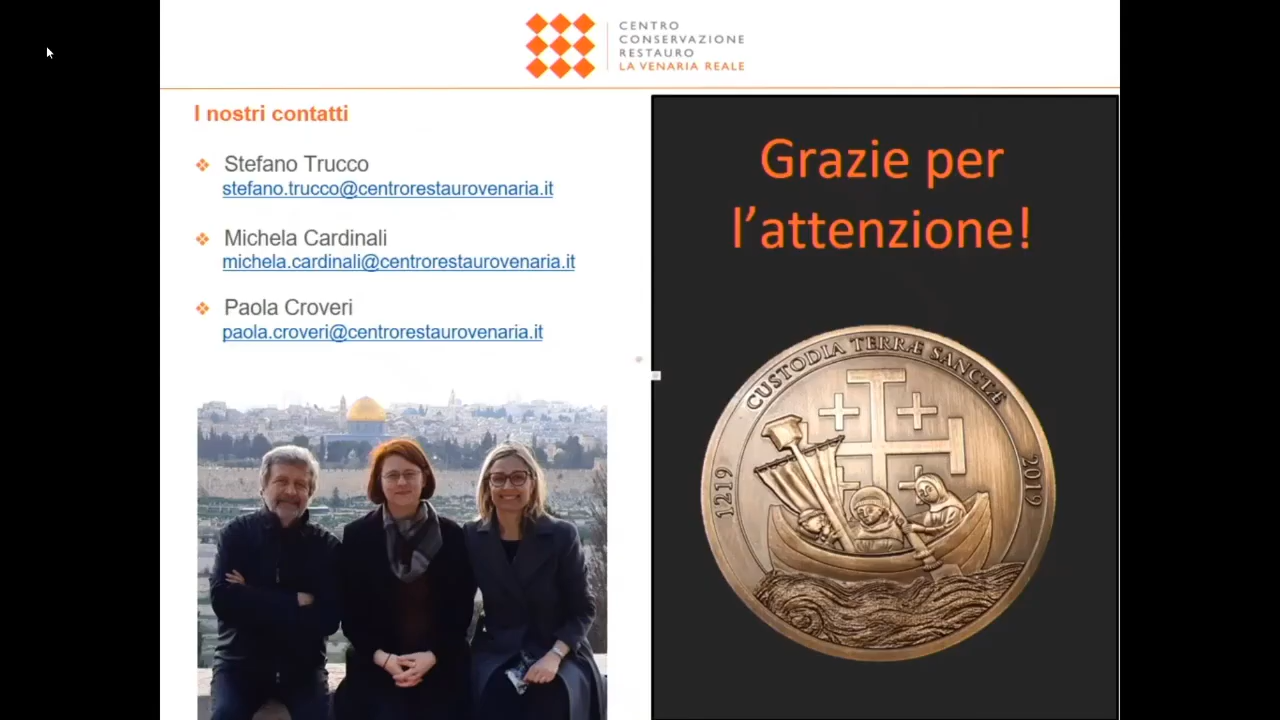 CENTRO
CONSERVAZIONE
RESTAURO
LA VENARIA REALE
I nostri contatti
Stefano Trucco
stefano.trucco@centrorestaurovenaria.it
Michela Cardinali
michela.cardinali@centrorestaurovenaria.it
Paola Croveri
paola.croveri@centrorestaurovenaria.it
Grazie per
l’attenzione!
CUSTODIA TERRÆ SANCTÆ
1219
2019